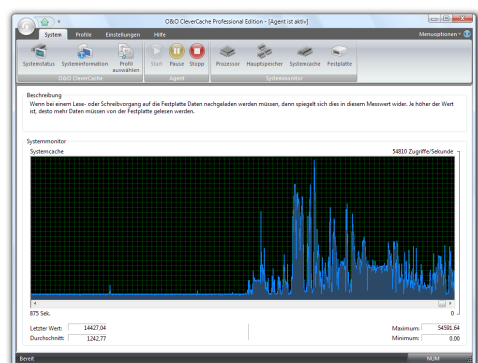 O&O CleverCache Professional Edition - [Agent ist aktiv]
System Profile Einstellungen Hilfe Menüoptionen
Systemstatus Systeminformation Profil auswählen Start Pause Stopp Prozessor Hauptspeicher Systemcache Festplatte
O&O CleverCache Agent Systemmonitor
Beschreibung
Wenn bei einem Lese- oder Schreibvorgang auf die Festplatte Daten nachgeladen werden müssen, dann spiegelt sich dies in diesem Messwert wider. Je höher der Wert
ist, desto mehr Daten müssen von der Festplatte gelesen werden.
Systemmonitor
Systemcache 54810 Zugriffe/Sekunde
875 Sek. 0
Letzter Wert: 14427,04 Maximum: 54591,64
Durchschnitt: 1242,77 Minimum: 0,00
Bereit NUM